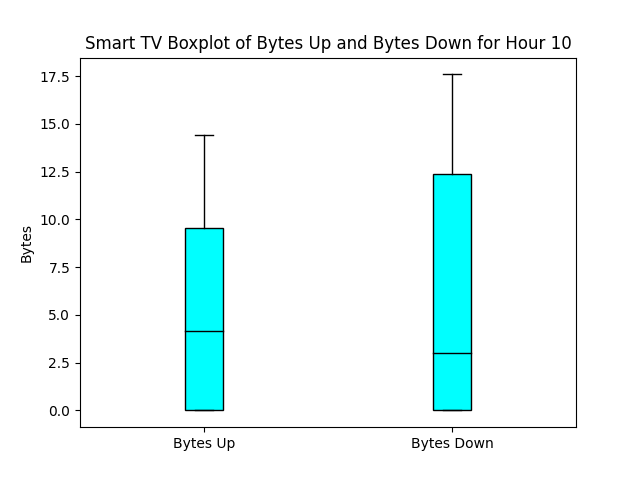 Smart TV Boxplot of Bytes Up and Bytes Down for Hour 10
17.5
15.0
12.5
10.0
7.5
5.0
2.5
0.0
Bytes
Bytes Up
Bytes Down